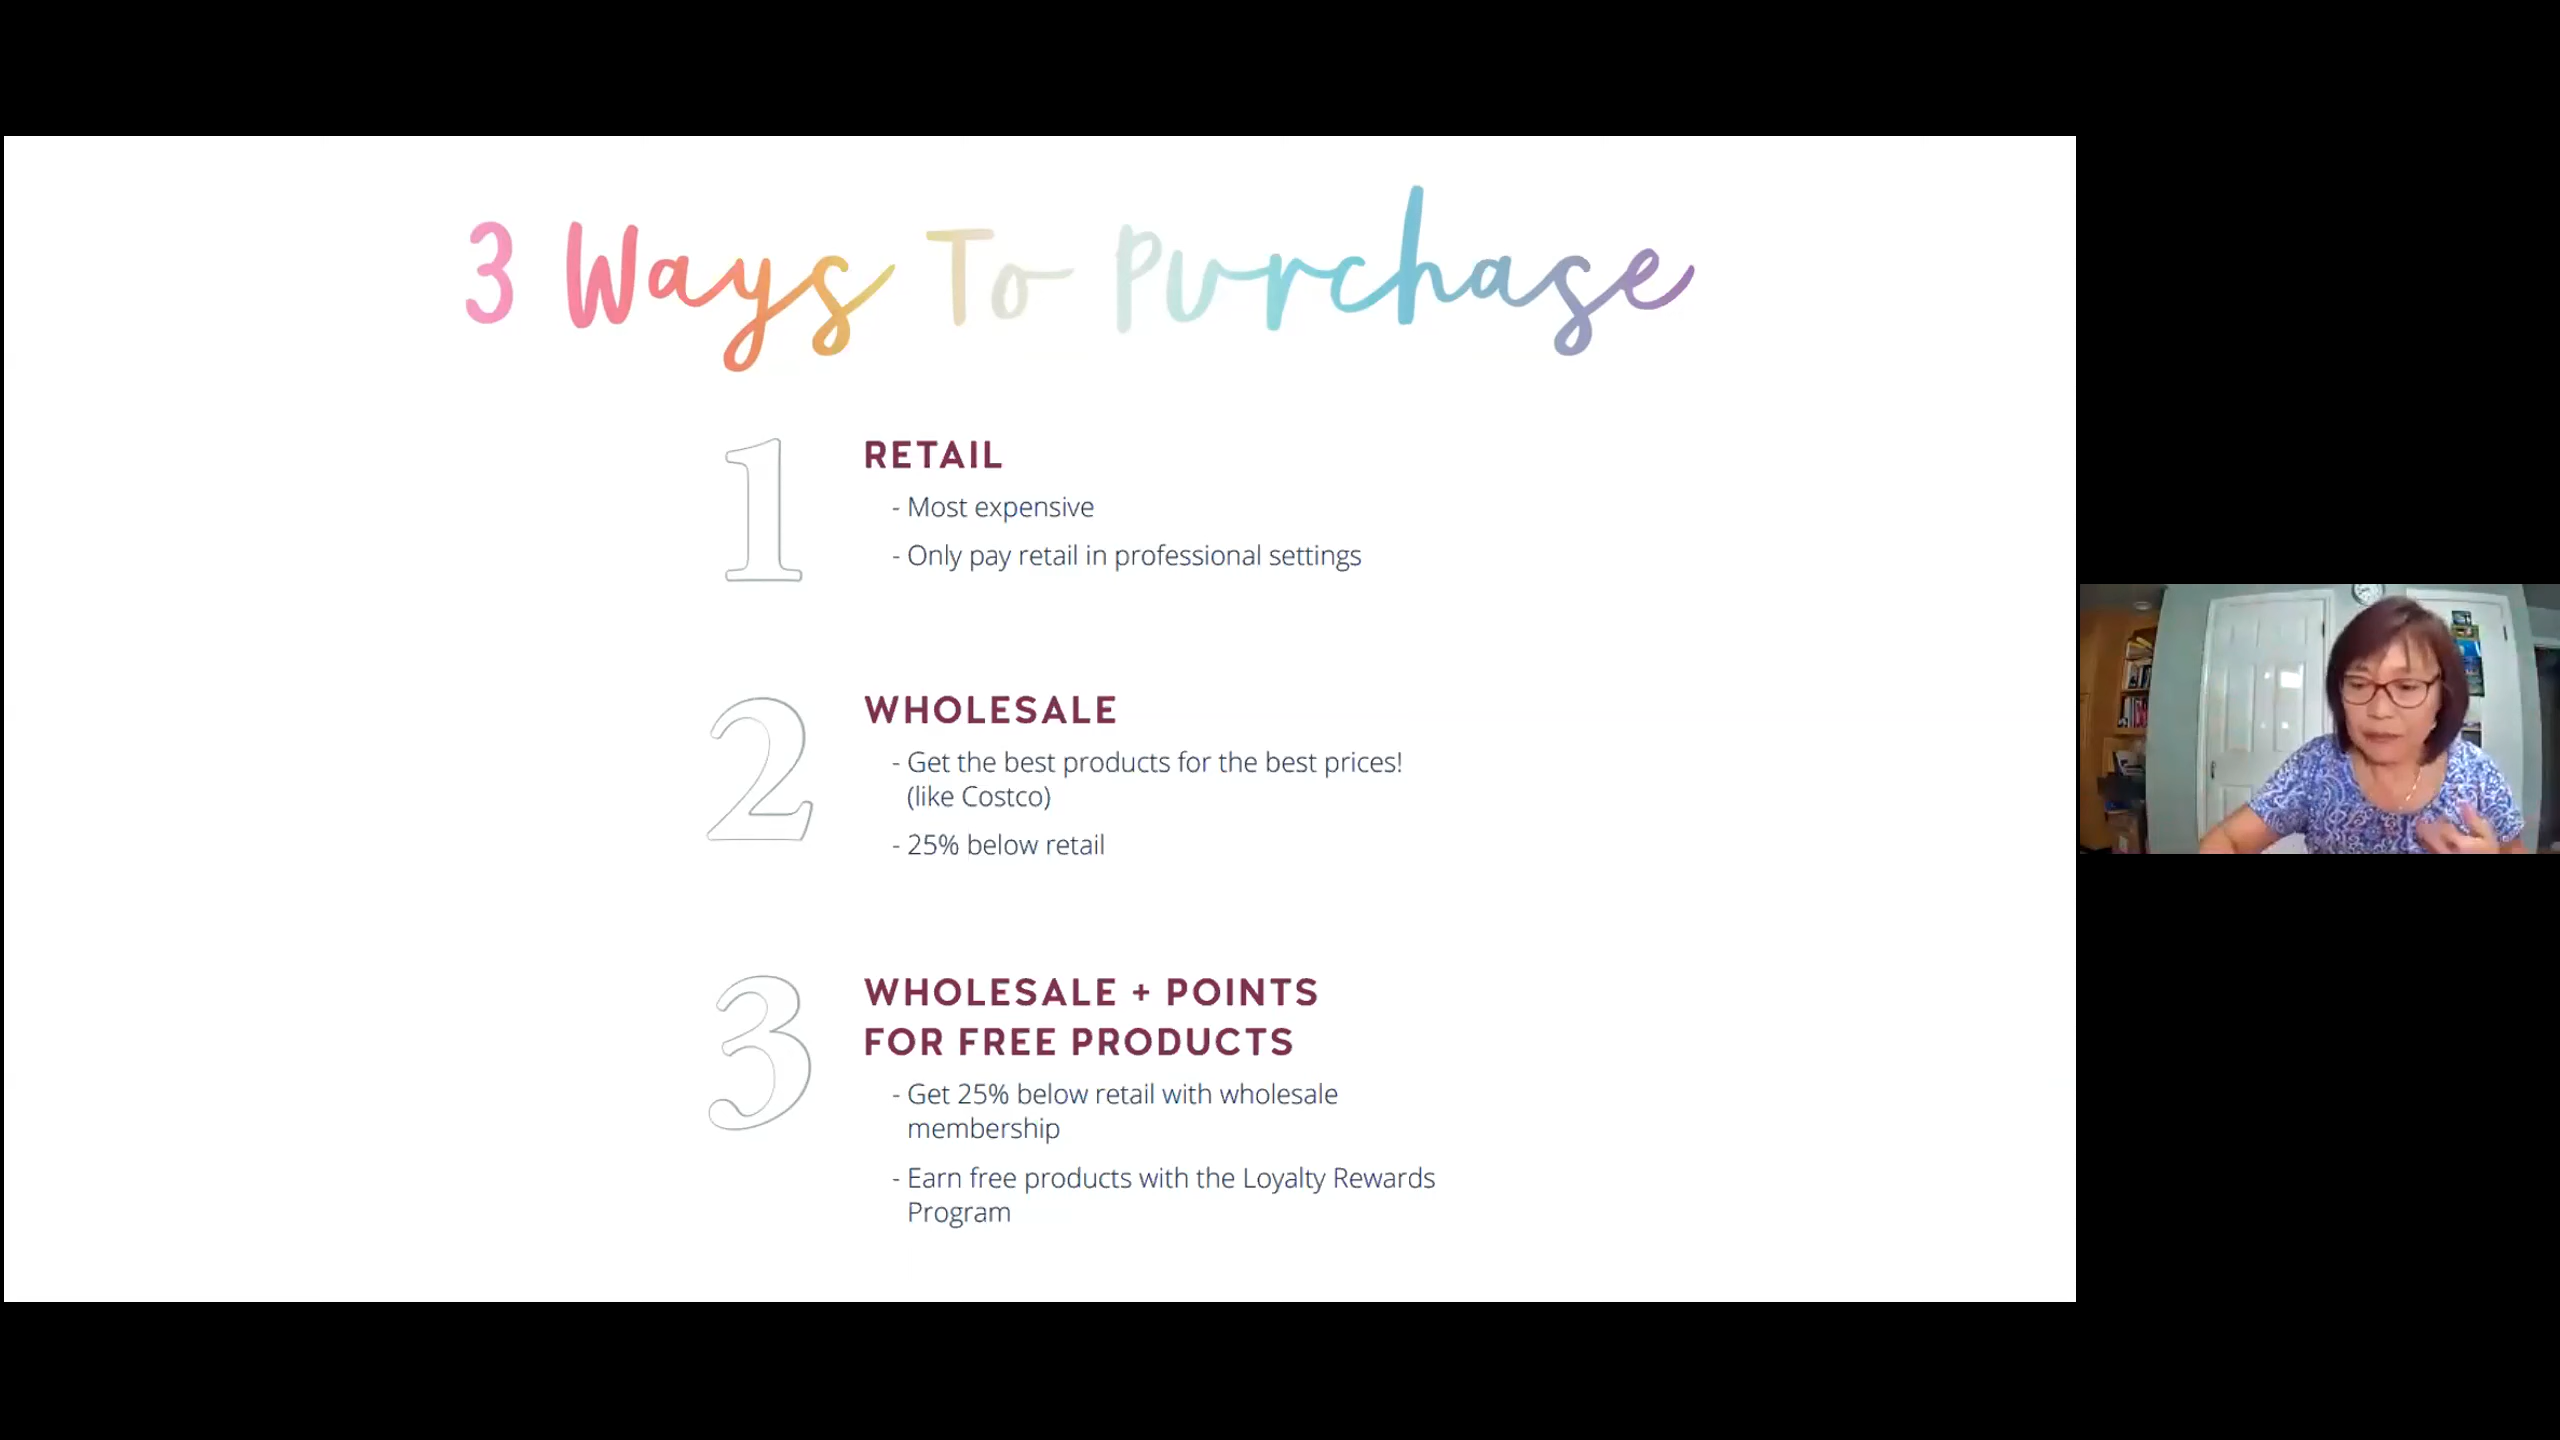 3 Ways To Purchase
1
RETAIL
- Most expensive
- Only pay retail in professional settings
2
WHOLESALE
- Get the best products for the best prices!
(like Costco)
- 25% below retail
3
WHOLESALE + POINTS
FOR FREE PRODUCTS
- Get 25% below retail with wholesale
membership
- Earn free products with the Loyalty Rewards
Program